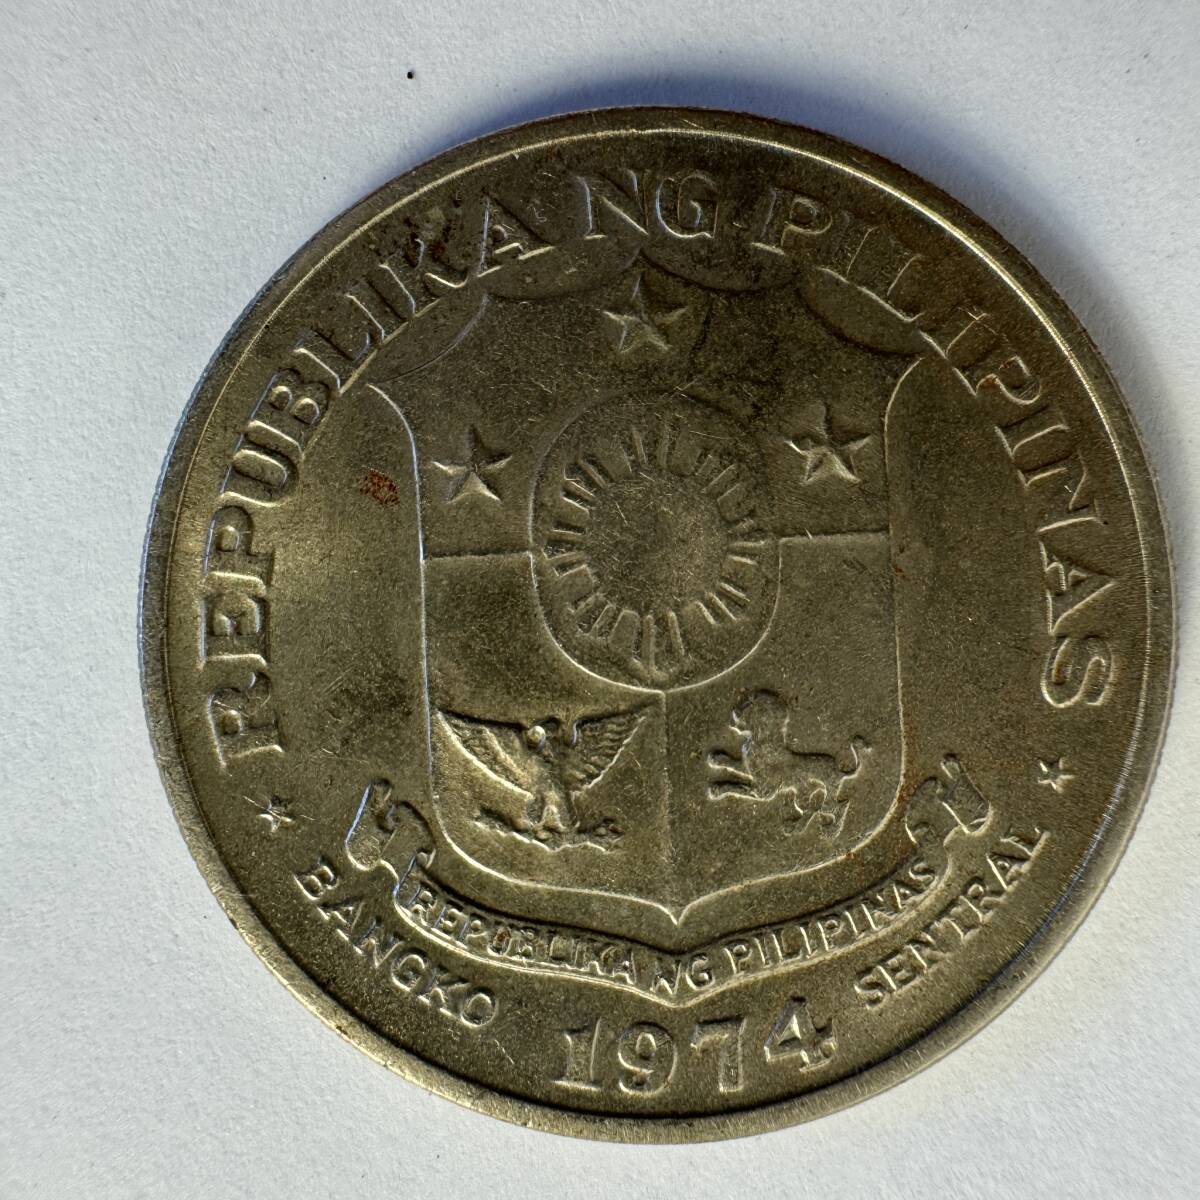 REPUBLIKA NG PILIPINAS
REPUBLIKA NG PILIPINAS
BANGKO SENTRAL
1974